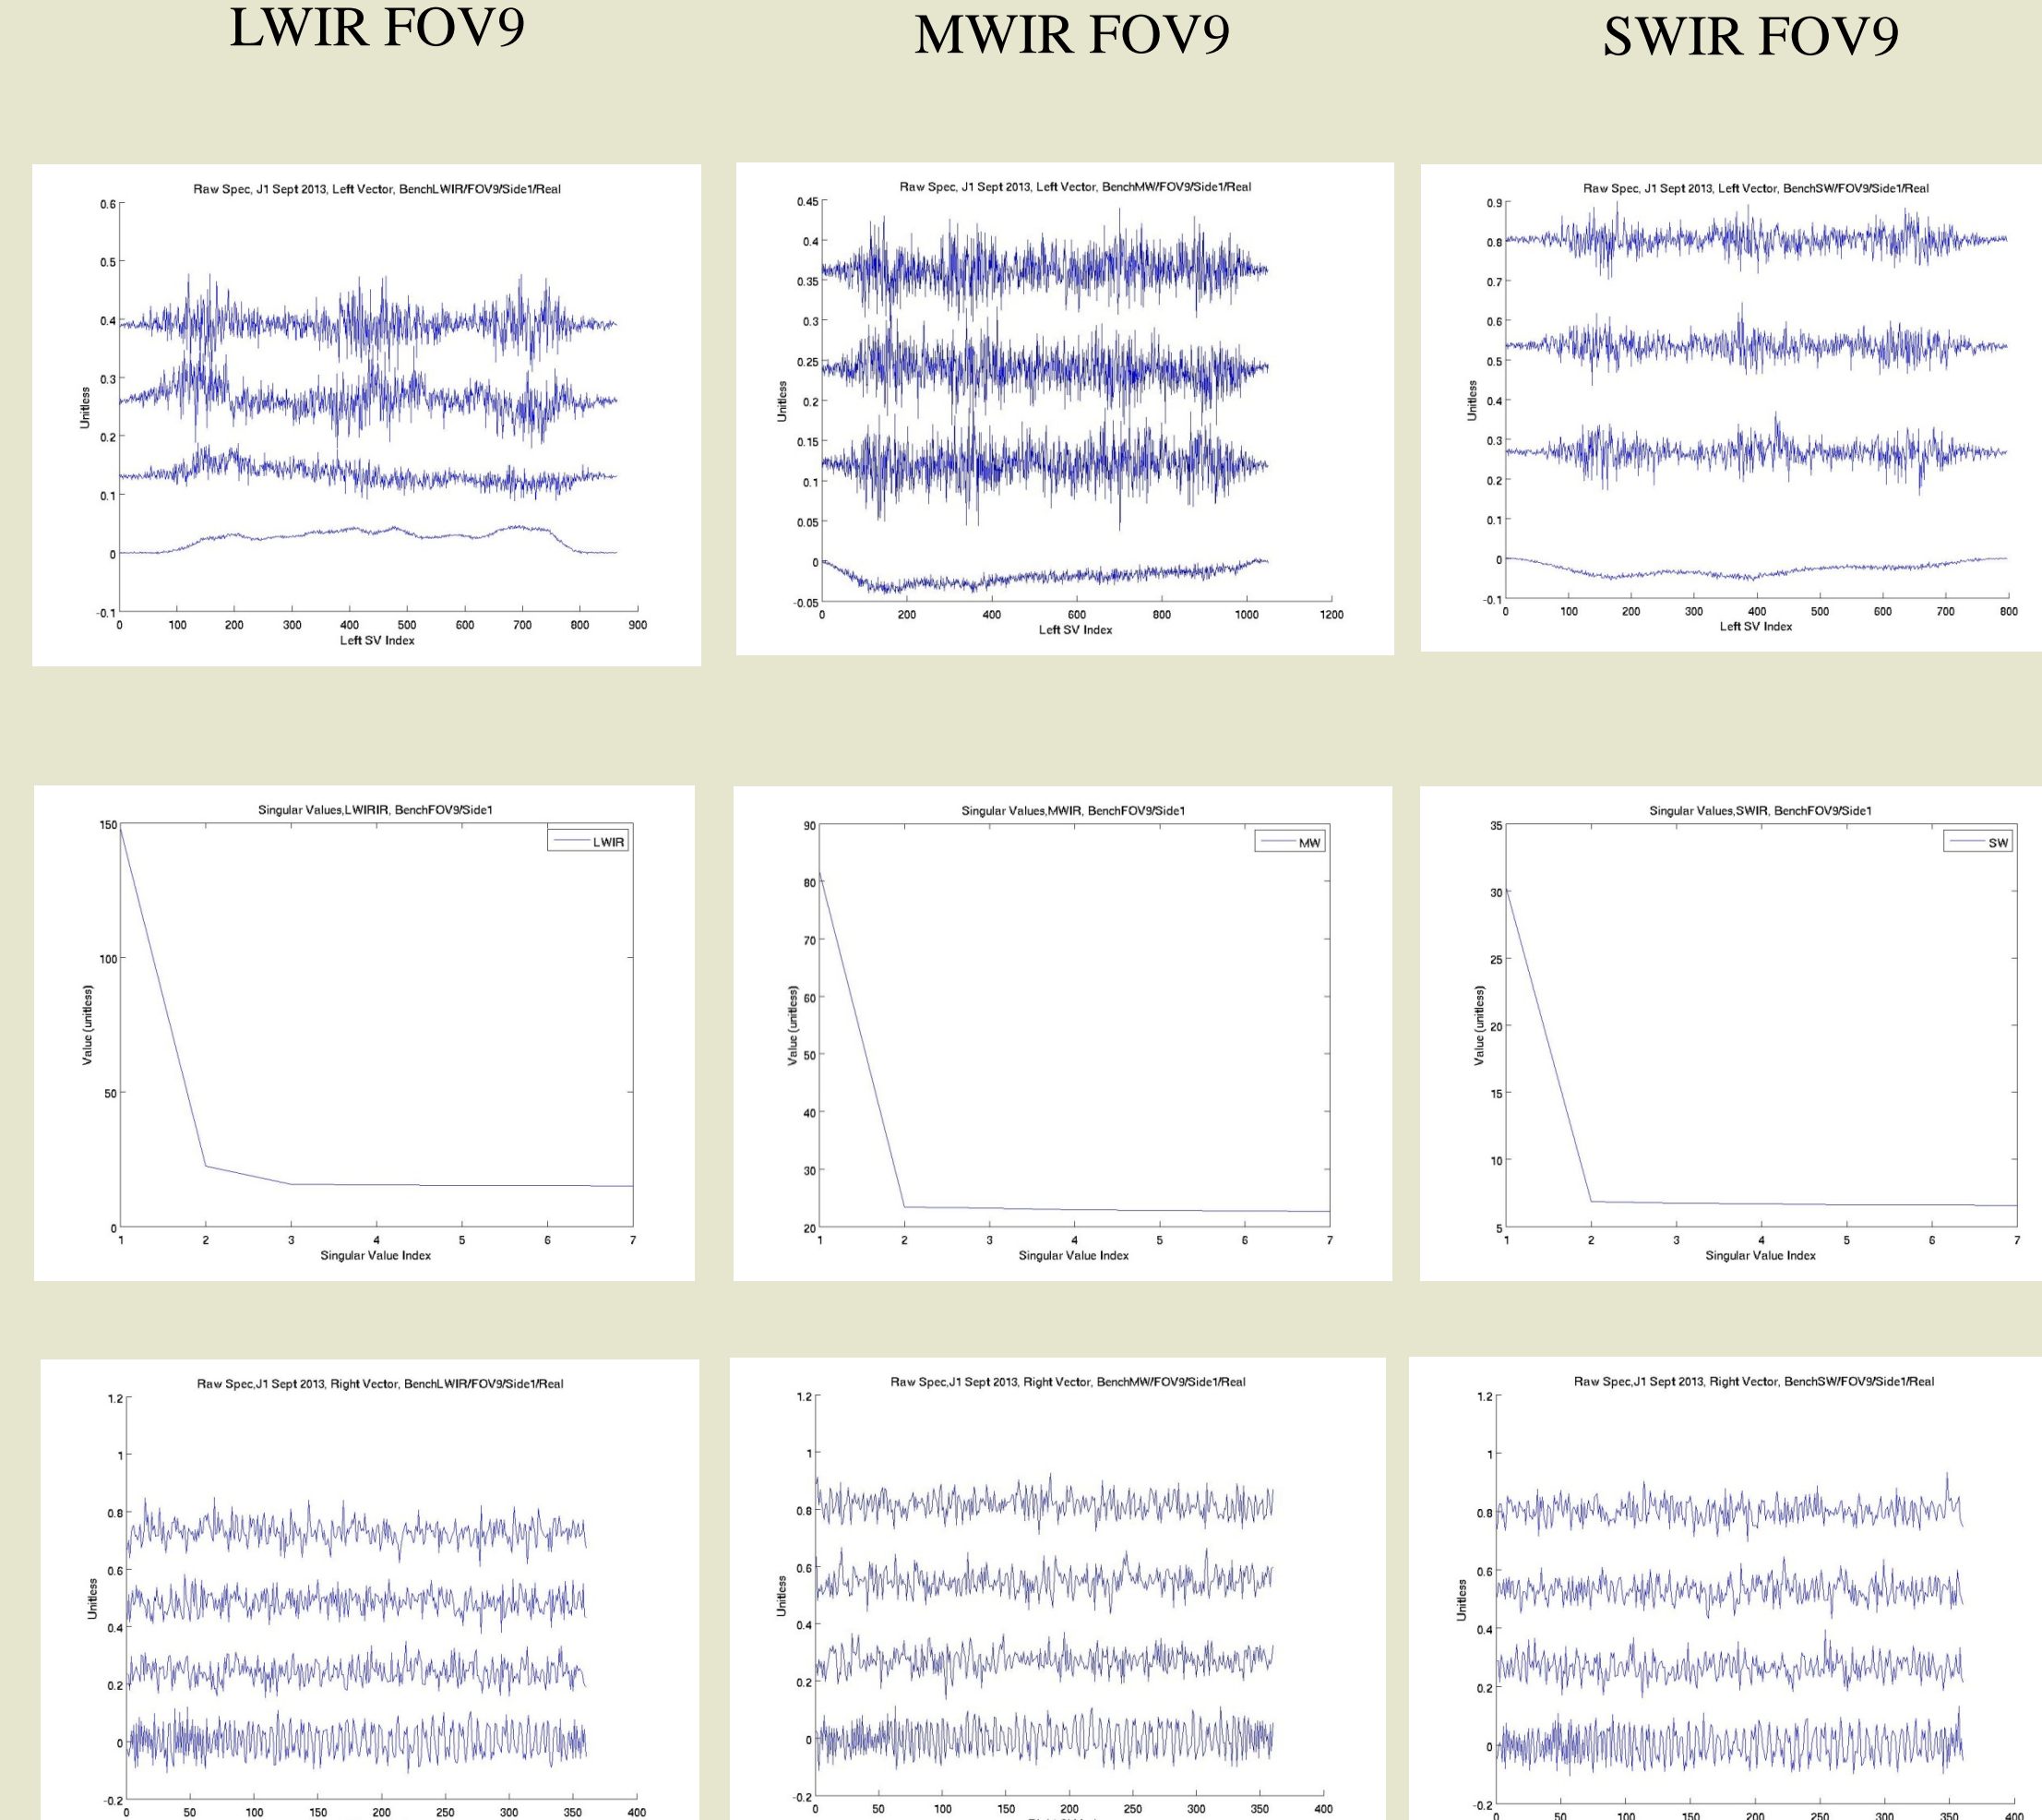 LWIR FOV9
MWIR FOV9
SWIR FOV9
Raw Spec, J1 Sept 2013, Left Vector, BenchLWIR/FOV9/Side1/Real
0.6
0.5
0.4
0.3
0.2
0.1
0
-0.1
Unitless
0 100 200 300 400 500 600 700 800 900
Left SV Index
Raw Spec, J1 Sept 2013, Left Vector, BenchMW/FOV9/Side1/Real
0.45
0.4
0.35
0.3
0.25
0.2
0.15
0.1
0.05
0
-0.05
Unitless
0 200 400 600 800 1000 1200
Left SV Index
Raw Spec, J1 Sept 2013, Left Vector, BenchSW/FOV9/Side1/Real
0.9
0.8
0.7
0.6
0.5
0.4
0.3
0.2
0.1
0
-0.1
Unitless
0 100 200 300 400 500 600 700 800
Left SV Index
Singular Values,LWIRIR, BenchFOV9/Side1
LWIR
150
100
50
0
Value (unitless)
1 2 3 4 5 6 7
Singular Value Index
Singular Values,MWIR, BenchFOV9/Side1
MW
90
80
70
60
50
40
30
20
Value (unitless)
1 2 3 4 5 6 7
Singular Value Index
Singular Values,SWIR, BenchFOV9/Side1
SW
35
30
25
20
15
10
5
Value (unitless)
1 2 3 4 5 6 7
Singular Value Index
Raw Spec,J1 Sept 2013, Right Vector, BenchLWIR/FOV9/Side1/Real
1.2
1
0.8
0.6
0.4
0.2
0
-0.2
Unitless
0 50 100 150 200 250 300 350 400
Raw Spec,J1 Sept 2013, Right Vector, BenchMW/FOV9/Side1/Real
1.2
1
0.8
0.6
0.4
0.2
0
-0.2
Unitless
0 50 100 150 200 250 300 350 400
Raw Spec,J1 Sept 2013, Right Vector, BenchSW/FOV9/Side1/Real
1.2
1
0.8
0.6
0.4
0.2
0
-0.2
Unitless
0 50 100 150 200 250 300 350 400